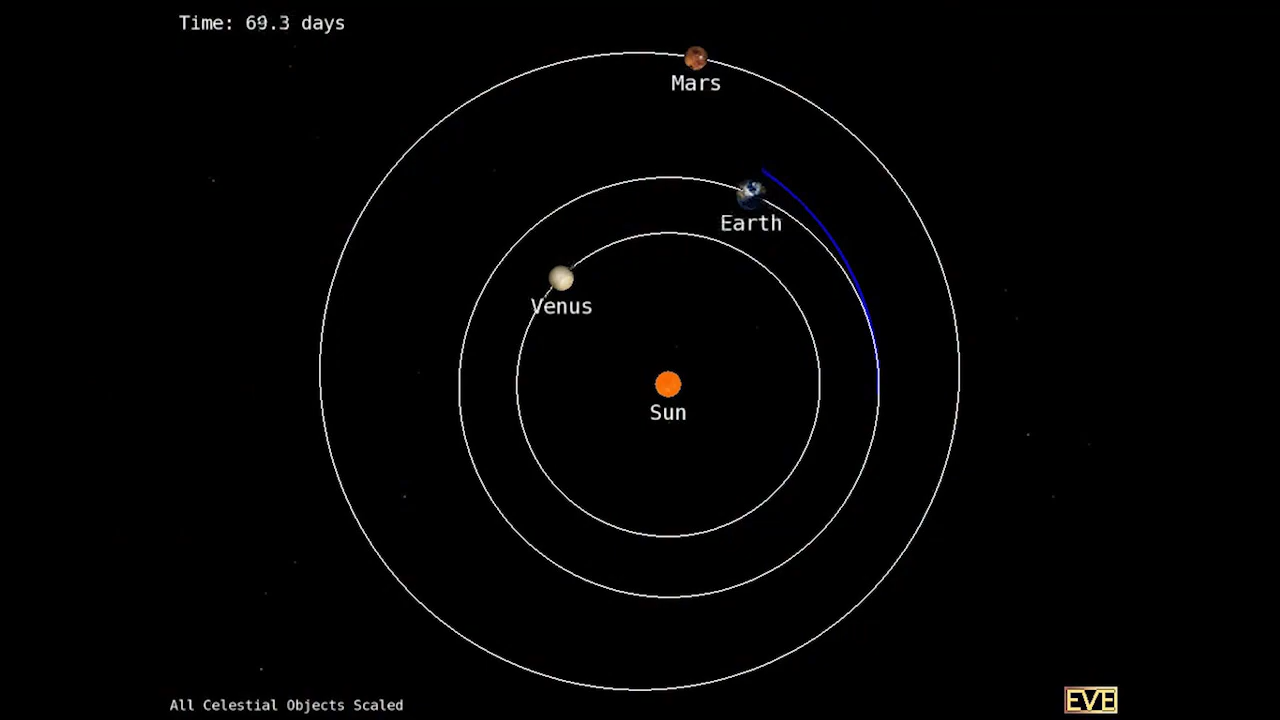 Time: 69.3 days
Mars
Earth
Venus
Sun
All Celestial Objects Scaled
EVE